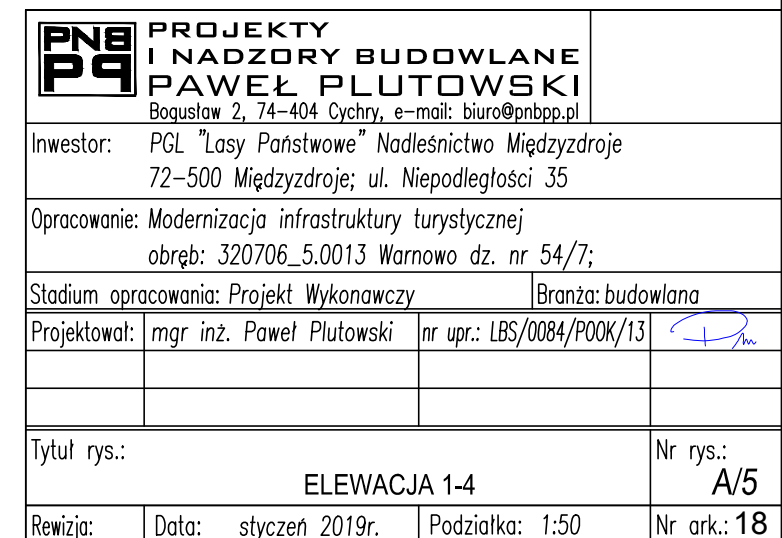 PNB
PP
PROJEKTY
I NADZORY BUDOWLANE
PAWEŁ PLUTOWSKI
Bogusław 2, 74-404 Cychry, e-mail: biuro@pnbpp.pl
Inwestor: PGL "Lasy Państwowe" Nadleśnictwo Międzyzdroje
72-500 Międzyzdroje; ul. Niepodległości 35
Opracowanie: Modernizacja infrastruktury turystycznej
obręb: 320706_5.0013 Warnowo dz. nr 54/7;
Stadium opracowania: Projekt Wykonawczy Branża: budowlana
Projektował: mgr inż. Paweł Plutowski nr upr.: LBS/0084/POOK/13
Tytuł rys.: Nr rys.:
ELEWACJA 1-4 A/5
Rewizja: Data: styczeń 2019r. Podziałka: 1:50 Nr ark.: 18